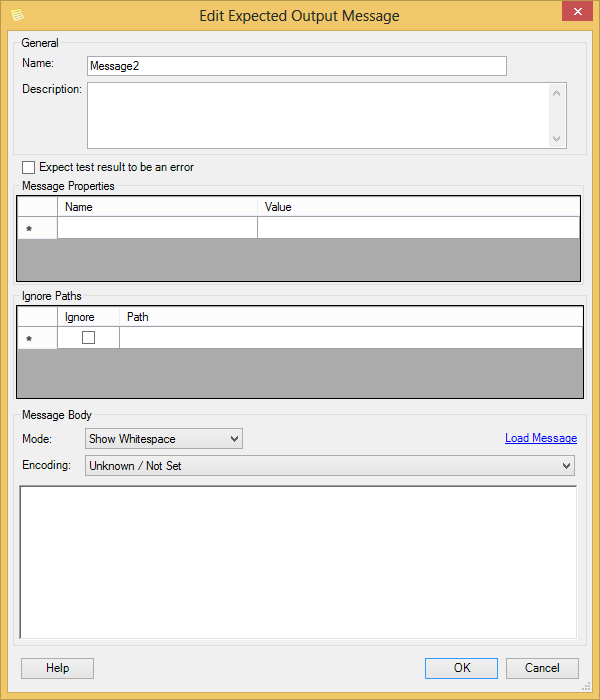 Edit Expected Output Message
General
Name: Message2
Description:
Expect test result to be an error
Message Properties
Name Value
*
Ignore Paths
Ignore Path
*
Message Body
Mode: Show Whitespace Load Message
Encoding: Unknown / Not Set
Help OK Cancel